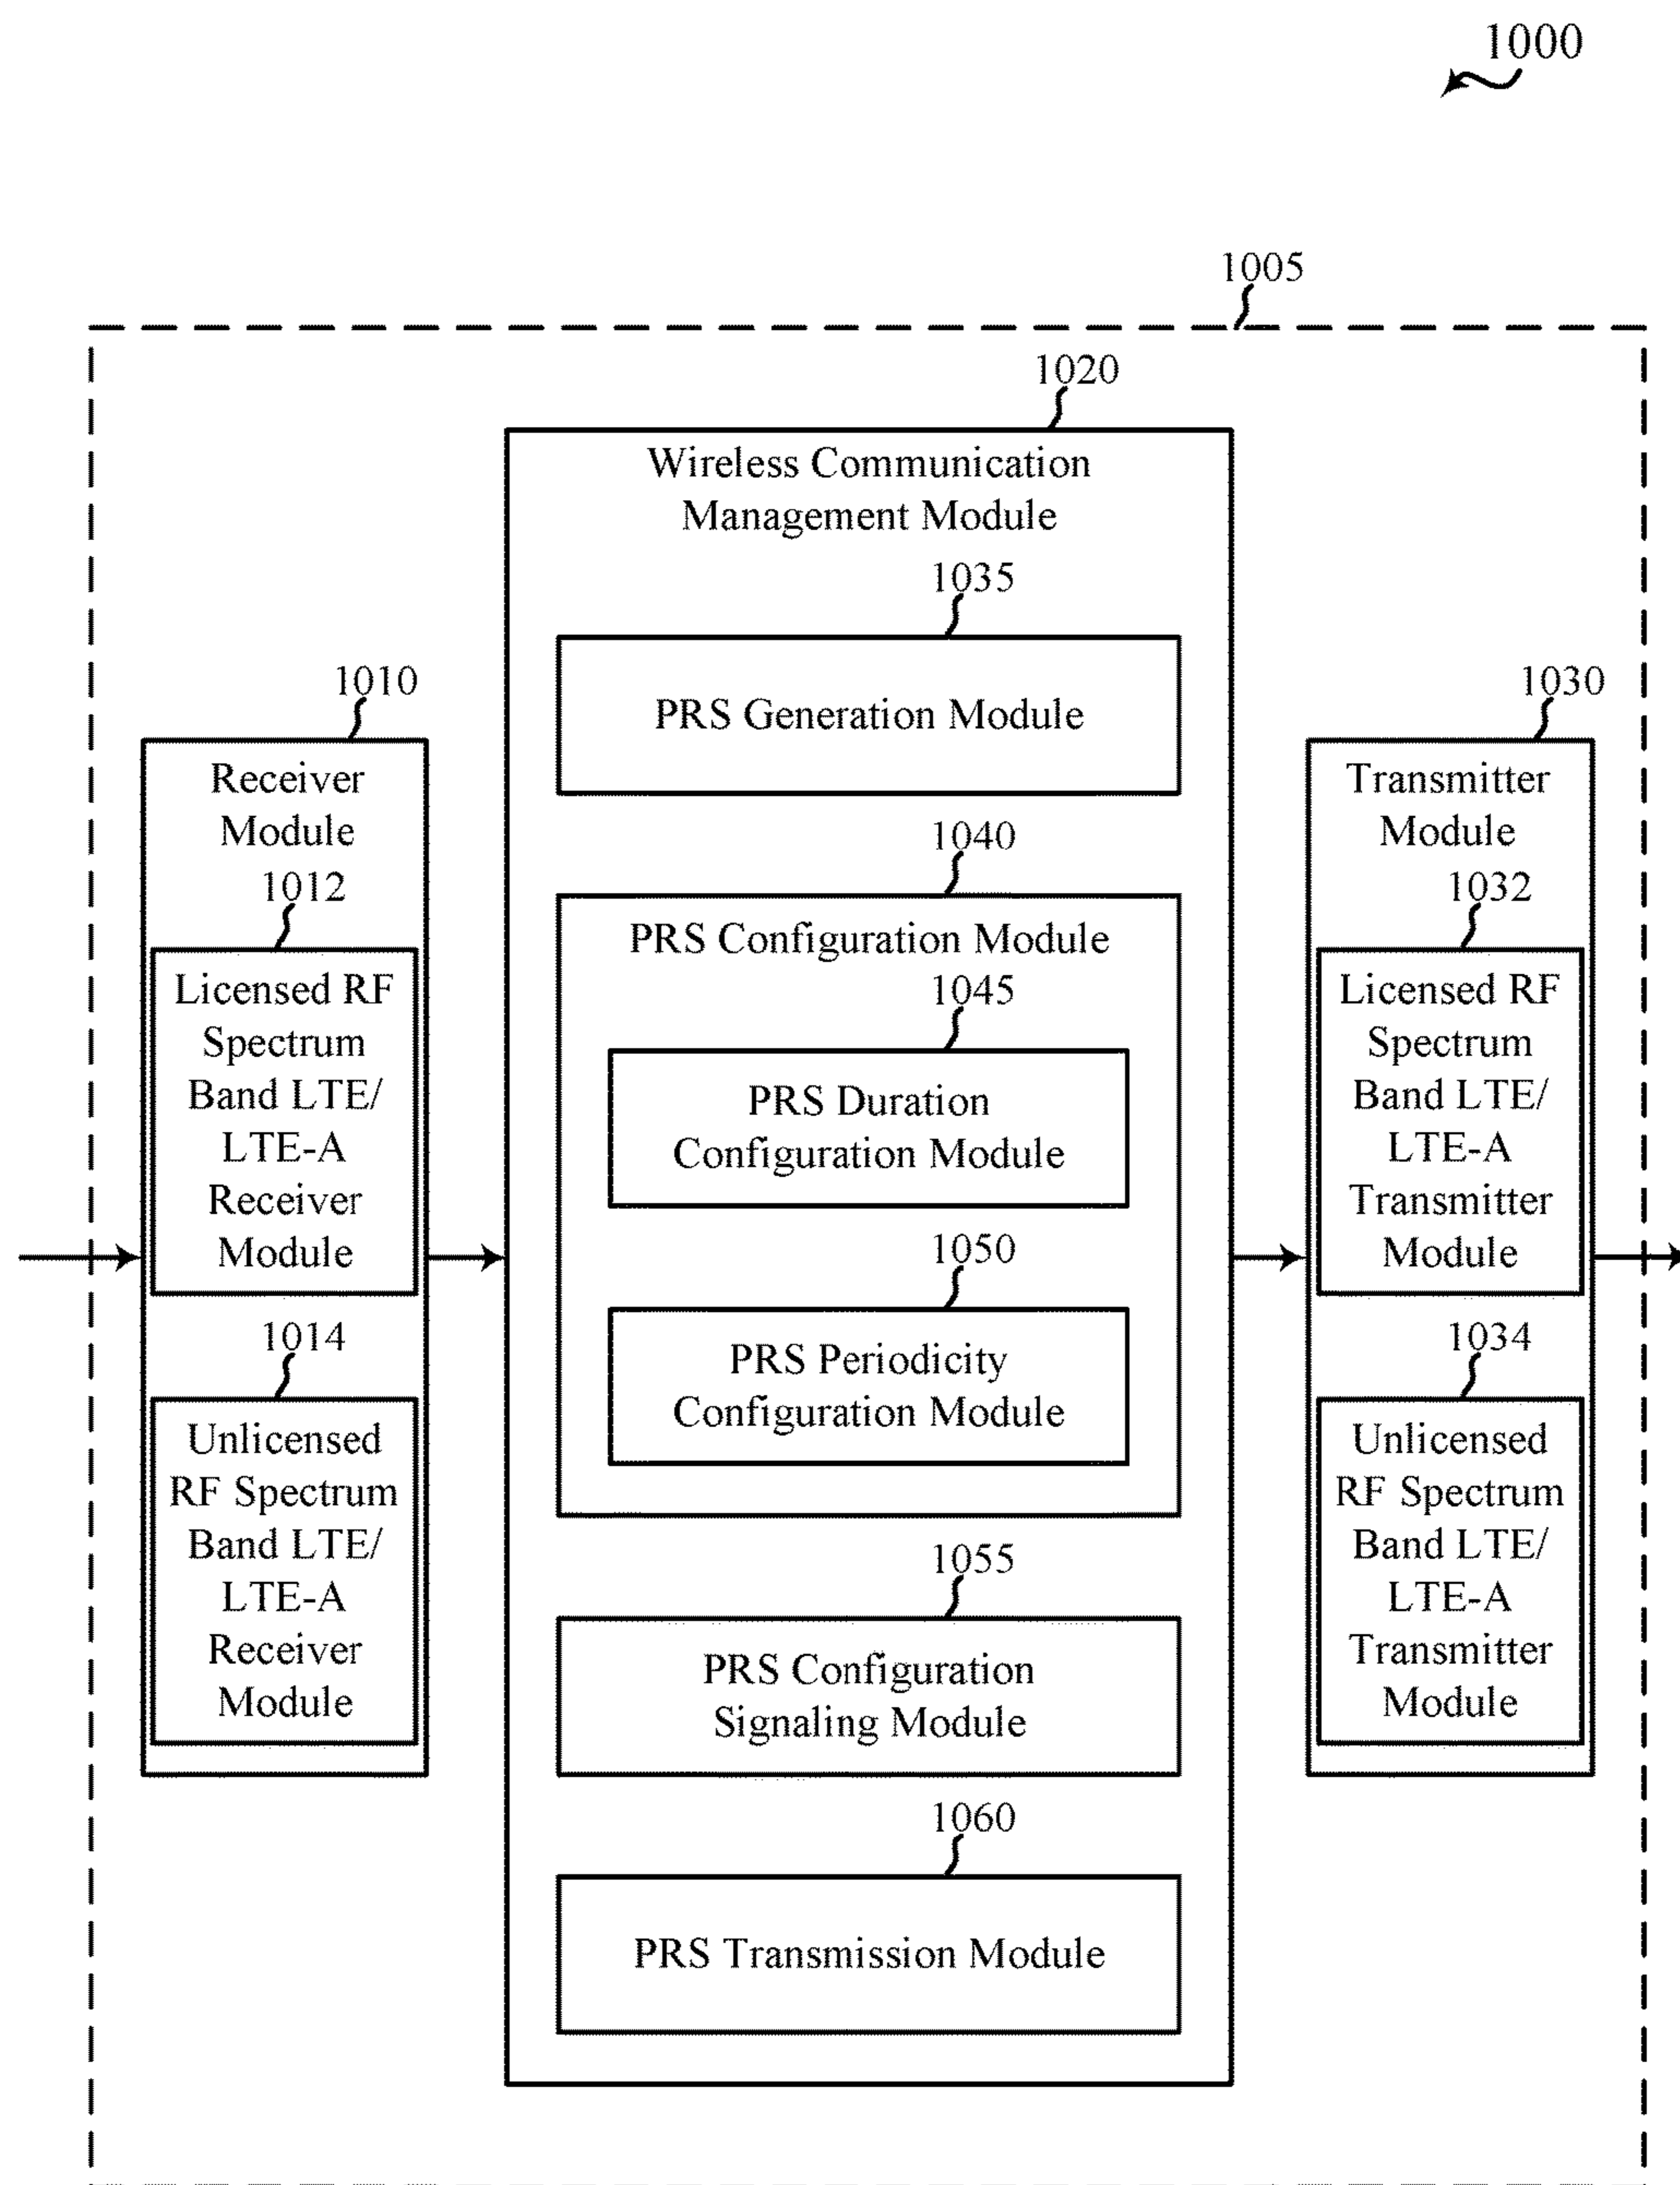 1000
1005
1020
Wireless Communication
Management Module
1035
PRS Generation Module
1040
PRS Configuration Module
1045
PRS Duration
Configuration Module
1050
PRS Periodicity
Configuration Module
1055
PRS Configuration
Signaling Module
1060
PRS Transmission Module
1010
Receiver
Module
1012
Licensed RF
Spectrum
Band LTE/
LTE-A
Receiver
Module
1014
Unlicensed
RF Spectrum
Band LTE/
LTE-A
Receiver
Module
1030
Transmitter
Module
1032
Licensed RF
Spectrum
Band LTE/
LTE-A
Transmitter
Module
1034
Unlicensed
RF Spectrum
Band LTE/
LTE-A
Transmitter
Module